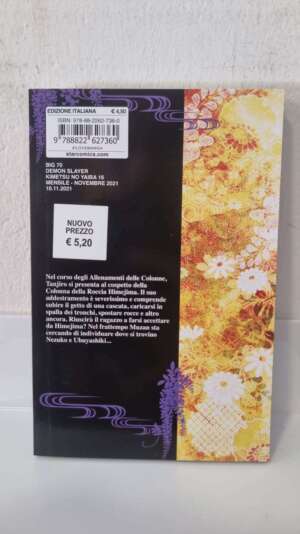 EDIZIONE ITALIANA € 4,50
ISBN 978-88-2262-736-0
9 788822 627360
#ILOVEMANGA
starcomics.com
BIG 70
DEMON SLAYER
KIMETSU NO YAIBA 16
MENSILE - NOVEMBRE 2021
10.11.2021
NUOVO
PREZZO
€ 5,20
Nel corso degli Allenamenti delle Colonne,
Tanjiro si presenta al cospetto della
Colonna della Roccia Himejima. Il suo
addestramento è severissimo e comprende
subire il getto di una cascata, caricarsi in
spalla dei tronchi, spostare rocce e altro
ancora. Riuscirà il ragazzo a farsi accettare
da Himejima? Nel frattempo Muzan sta
cercando di individuare dove si trovino
Nezuko e Ubuyashiki...